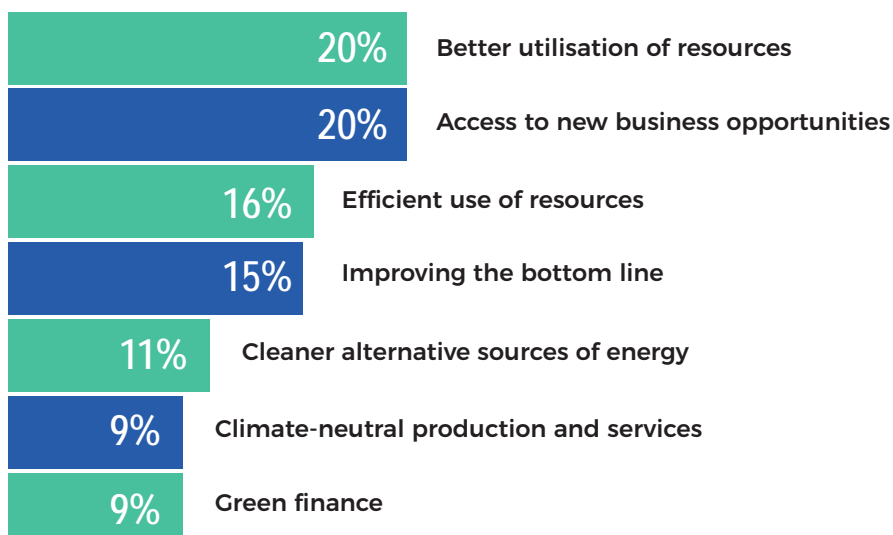 20% Better utilisation of resources
20% Access to new business opportunities
16% Efficient use of resources
15% Improving the bottom line
11% Cleaner alternative sources of energy
9% Climate-neutral production and services
9% Green finance